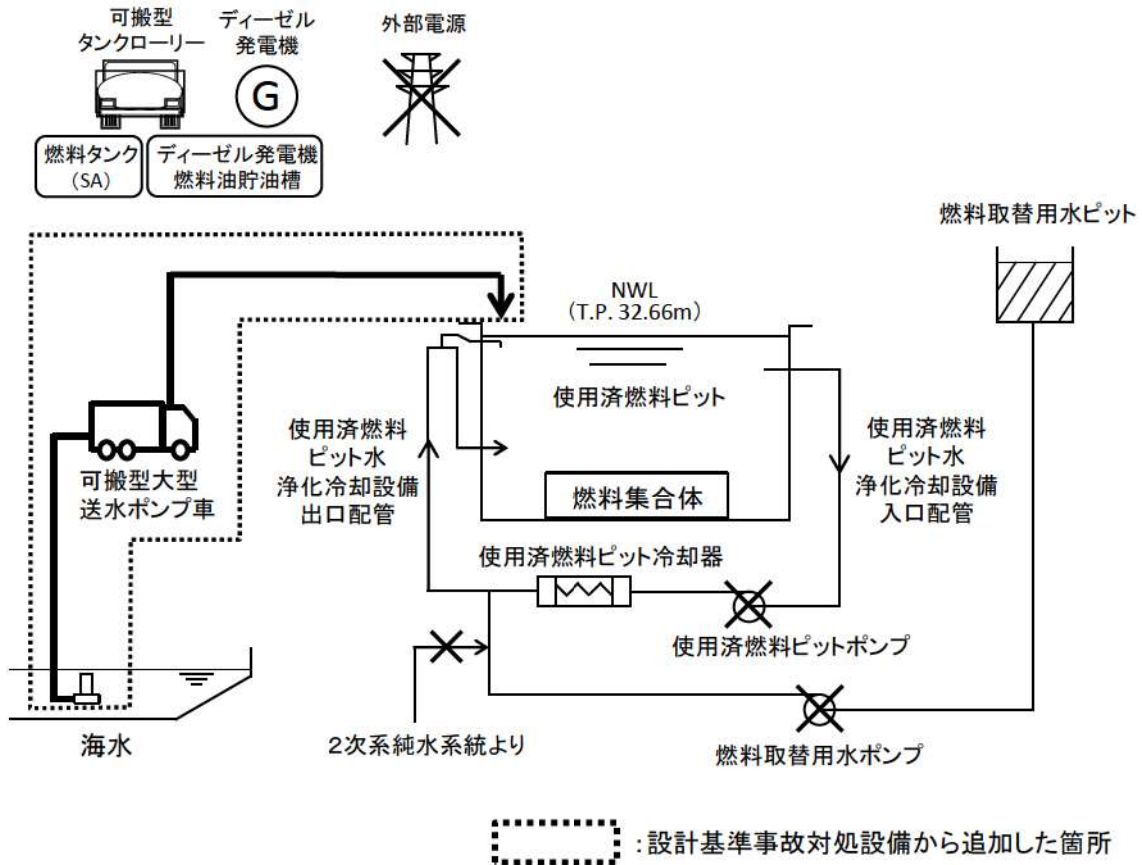 可搬型
タンクローリー
ディーゼル
発電機
外部電源
G
燃料タンク
(SA)
ディーゼル発電機
燃料油貯油槽
燃料取替用水ピット
NWL
(T.P. 32.66m)
使用済燃料ピット
可搬型大型
送水ポンプ車
使用済燃料
ピット水
浄化冷却設備
出口配管
燃料集合体
使用済燃料
ピット水
浄化冷却設備
入口配管
使用済燃料ピット冷却器
使用済燃料ピットポンプ
海水
2次系純水系統より
燃料取替用水ポンプ
:設計基準事故対処設備から追加した箇所